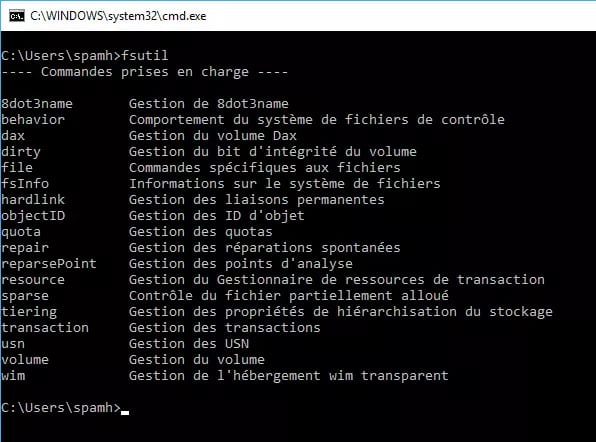 C:\WINDOWS\system32\cmd.exe
C:\Users\spamh>fsutil
---- Commandes prises en charge ----
8dot3name Gestion de 8dot3name
behavior Comportement du système de fichiers de contrôle
dax Gestion du volume Dax
dirty Gestion du bit d'intégrité du volume
file Commandes spécifiques aux fichiers
fsInfo Informations sur le système de fichiers
hardlink Gestion des liaisons permanentes
objectID Gestion des ID d'objet
quota Gestion des quotas
repair Gestion des réparations spontanées
reparsePoint Gestion des points d'analyse
resource Gestion du Gestionnaire de ressources de transaction
sparse Contrôle du fichier partiellement alloué
tiering Gestion des propriétés de hiérarchisation du stockage
transaction Gestion des transactions
usn Gestion des USN
volume Gestion du volume
wim Gestion de l'hébergement wim transparent
C:\Users\spamh>